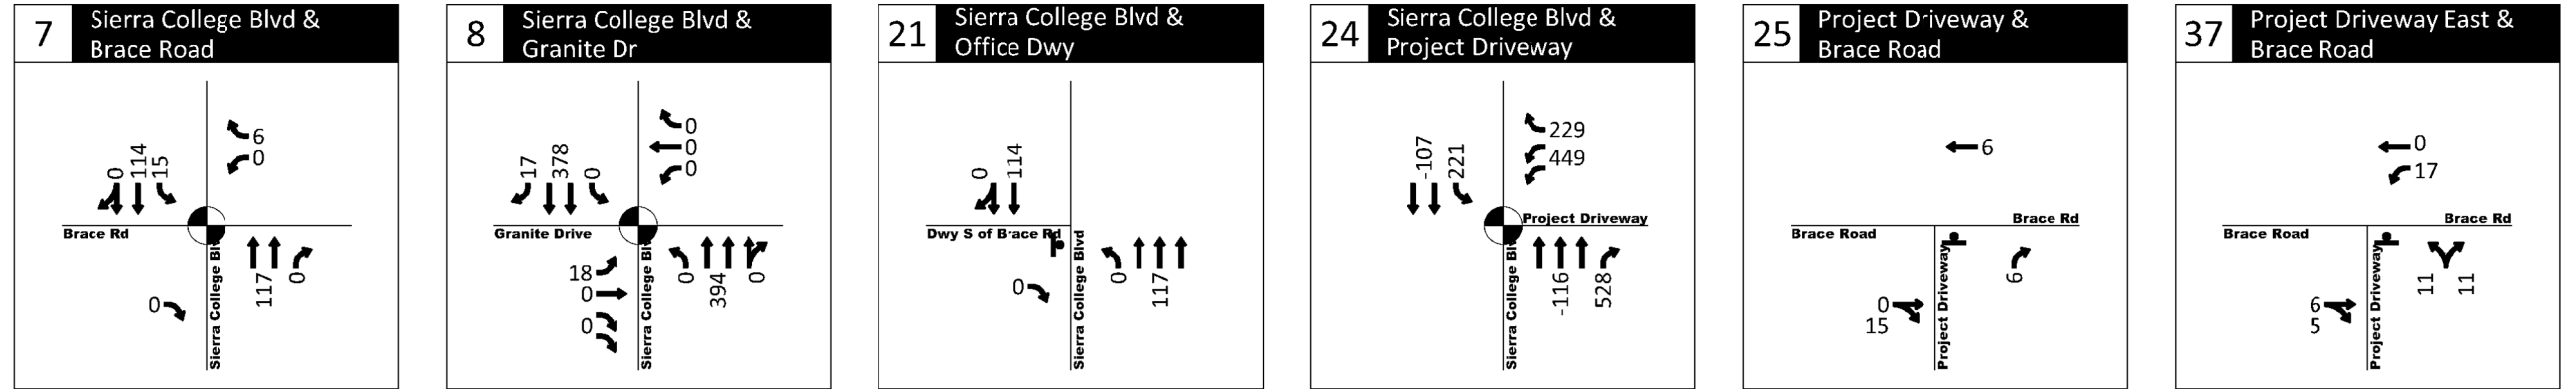 7
Sierra College Blvd &
Brace Road
6
0
0
114
15
Brace Rd
117
0
0
Sierra College Blv
8
Sierra College Blvd &
Granite Dr
0
0
0
17
378
0
Granite Drive
18
0
0
0
394
0
Sierra College Blv
21
Sierra College Blvd &
Office Dwy
0
114
Dwy S of Brace Rd
0
0
117
Sierra College Blvd
24
Sierra College Blvd &
Project Driveway
229
449
-107
221
Project Driveway
-116
528
Sierra College Blv
25
Project Driveway &
Brace Road
6
Brace Rd
Brace Road
0
15
6
Project Driveway
37
Project Driveway East &
Brace Road
0
17
Brace Rd
Brace Road
6
5
11
11
Project Driveway